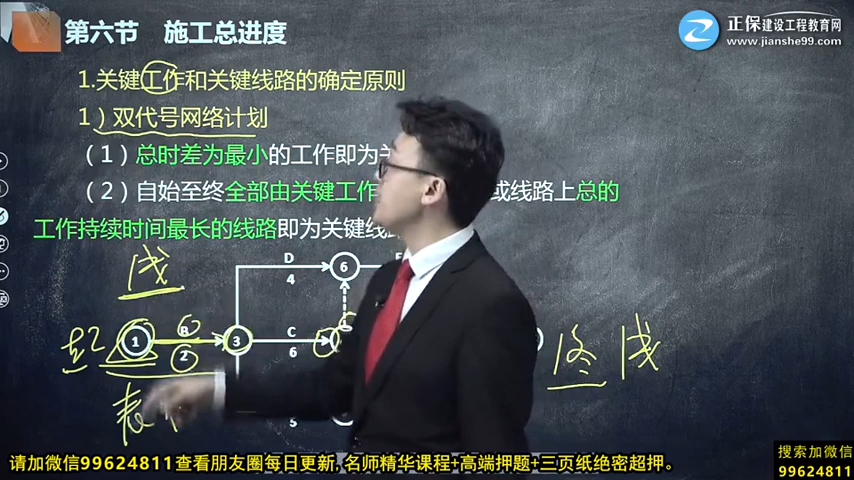 第六节 施工总进度
正保建设工程教育网
www.jianshe99.com
1.关键工作和关键线路的确定原则
1）双代号网络计划
（1）总时差为最小的工作即为关
（2）自始至终全部由关键工作 或线路上总的
工作持续时间最长的线路即为关键线
D
4
6
E
1
B
2
3
C
6
5
请加微信99624811查看朋友圈每日更新,名师精华课程+高端押题+三页纸绝密超押。
搜索加微信
99624811